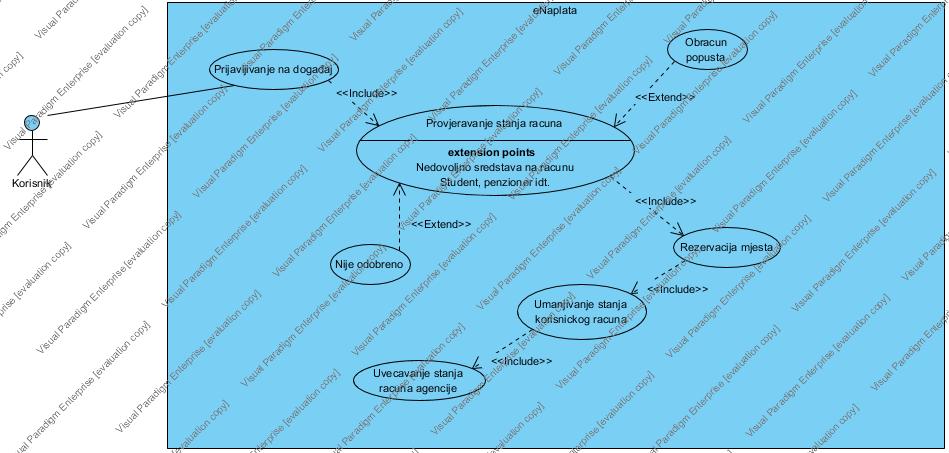 eNaplata
Prijavljivanje na događaj
Obracun
popusta
<<Include>>
<<Extend>>
Provjeravanje stanja racuna
extension points
Nedovoljno sredstava na racunu
Student, penzioner idt.
Korisnik
<<Include>>
<<Extend>>
Rezervacija mjesta
Nije odobreno
<<Include>>
Umanjivanje stanja
korisnickog racuna
<<Include>>
Uvecavanje stanja
racuna agencije
Visual Paradigm Enterprise [evaluation copy]